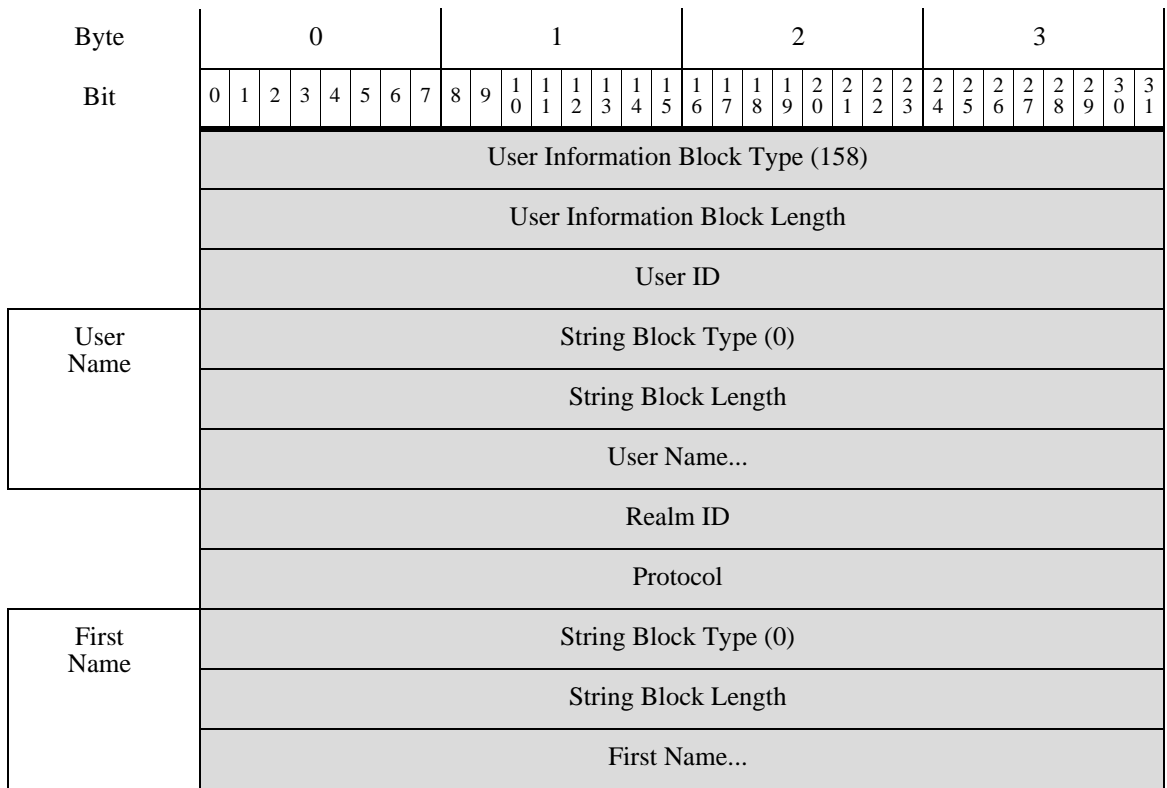 Byte 0 1 2 3
Bit 0 1 2 3 4 5 6 7 8 9 10 11 12 13 14 15 16 17 18 19 20 21 22 23 24 25 26 27 28 29 30 31
User Information Block Type (158)
User Information Block Length
User ID
User
Name
String Block Type (0)
String Block Length
User Name...
Realm ID
Protocol
First
Name
String Block Type (0)
String Block Length
First Name...